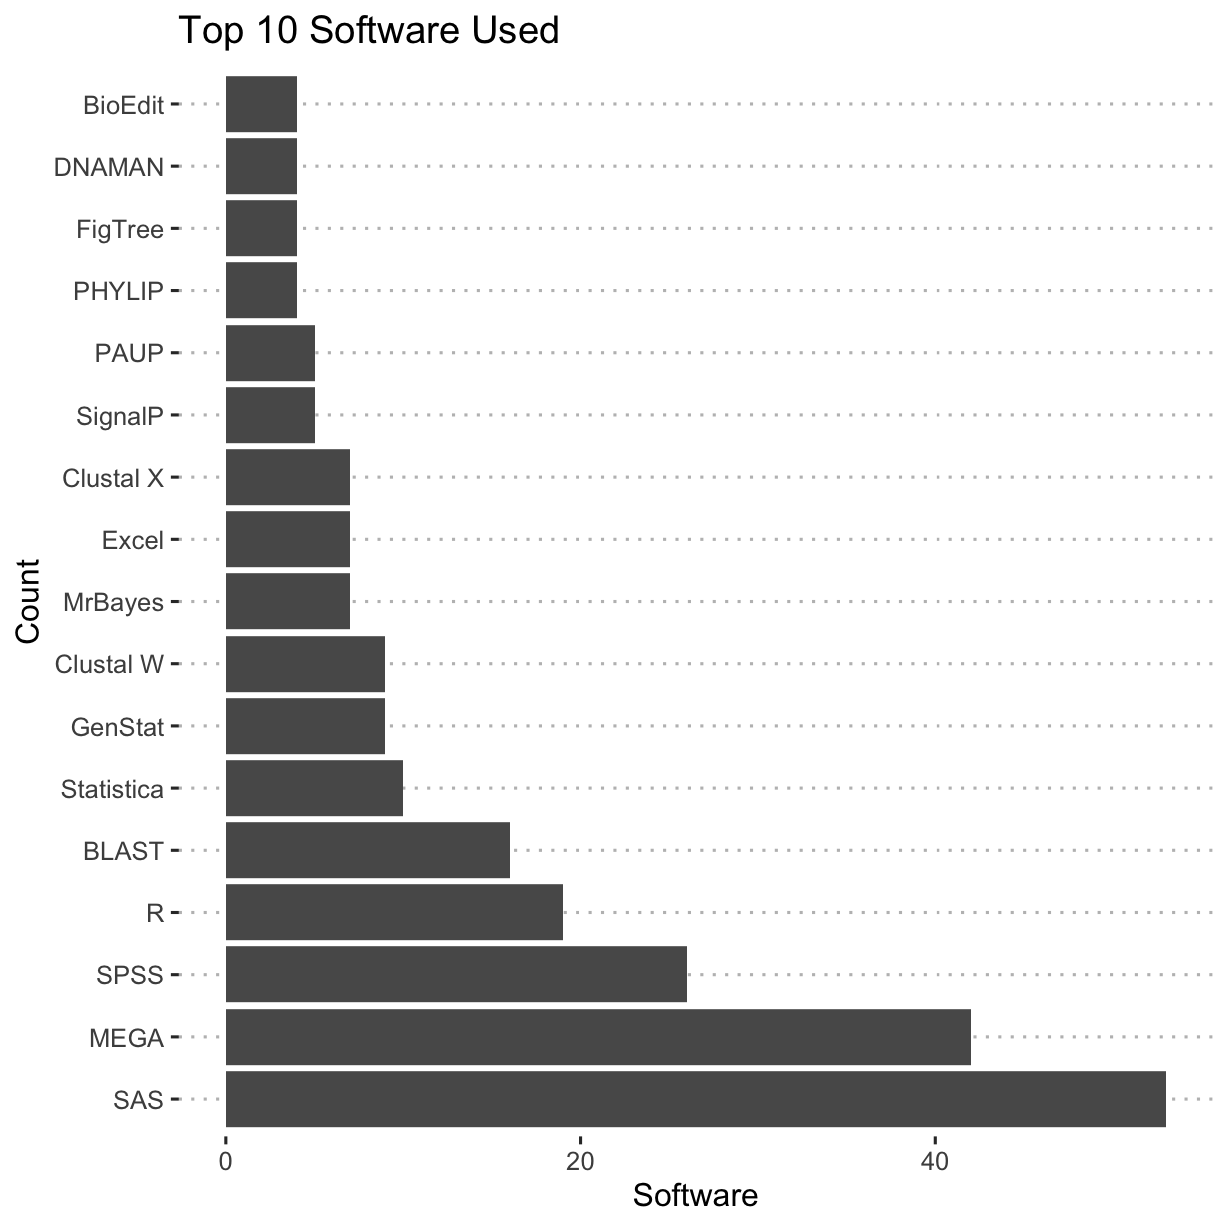 Top 10 Software Used
BioEdit
DNAMAN
FigTree
PHYLIP
PAUP
SignalP
Clustal X
Excel
MrBayes
Clustal W
GenStat
Statistica
BLAST
R
SPSS
MEGA
SAS
Count
0 20 40
Software